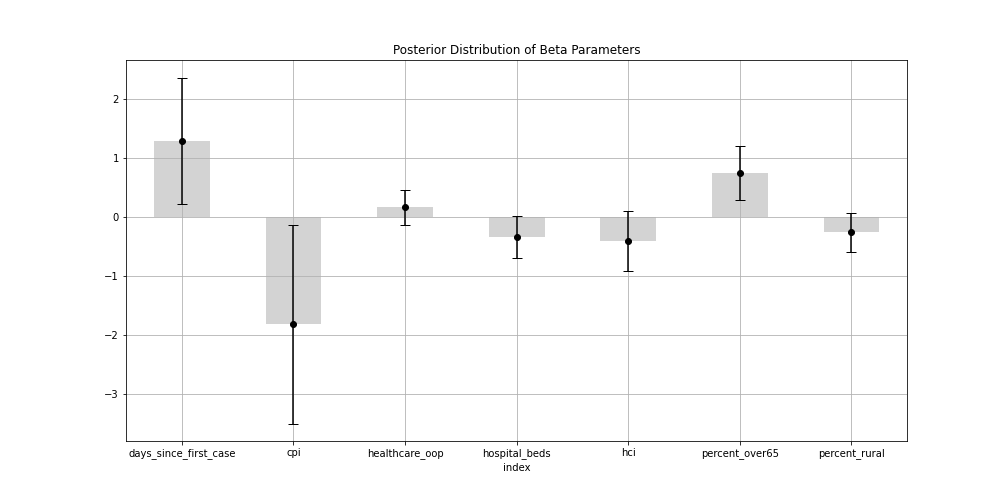 Posterior Distribution of Beta Parameters
2
1
0
−1
−2
−3
days_since_first_case cpi healthcare_oop hospital_beds hci percent_over65 percent_rural
index